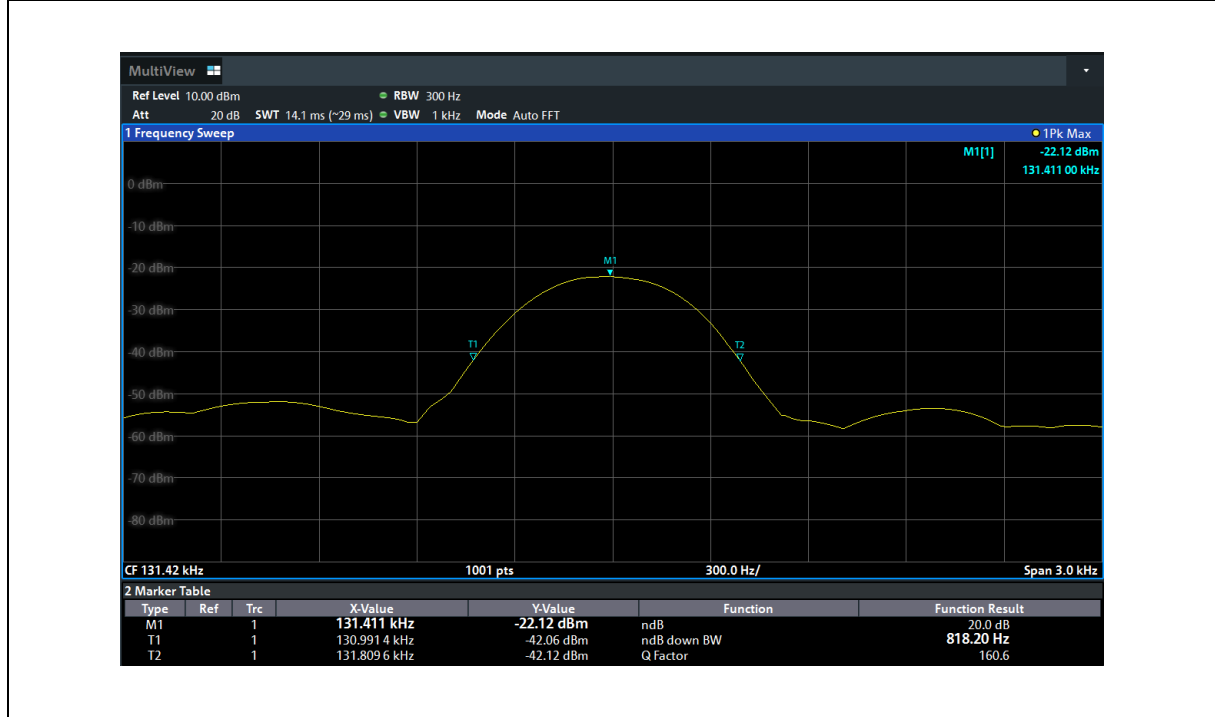 MultiView
Ref Level 10.00 dBm RBW 300 Hz
Att 20 dB SWT 14.1 ms (~29 ms) VBW 1 kHz Mode Auto FFT
1 Frequency Sweep 1Pk Max
M1[1] -22.12 dBm
131.411 00 kHz
0 dBm
-10 dBm
M1
-20 dBm
-30 dBm
T1 T2
-40 dBm
-50 dBm
-60 dBm
-70 dBm
-80 dBm
CF 131.42 kHz 1001 pts 300.0 Hz/ Span 3.0 kHz
2 Marker Table
Type Ref Trc X-Value Y-Value Function Function Result
M1 1 131.411 kHz -22.12 dBm ndB 20.0 dB
T1 1 130.991 4 kHz -42.06 dBm ndB down BW 818.20 Hz
T2 1 131.809 6 kHz -42.12 dBm Q Factor 160.6